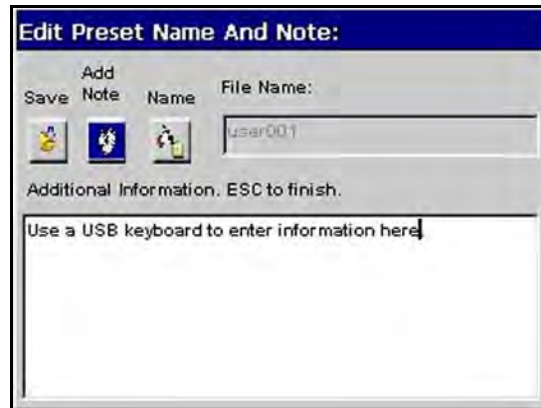 Edit Preset Name And Note:
Save Add Note Name File Name:
user001
Additional Information. ESC to finish.
Use a USB keyboard to enter information here